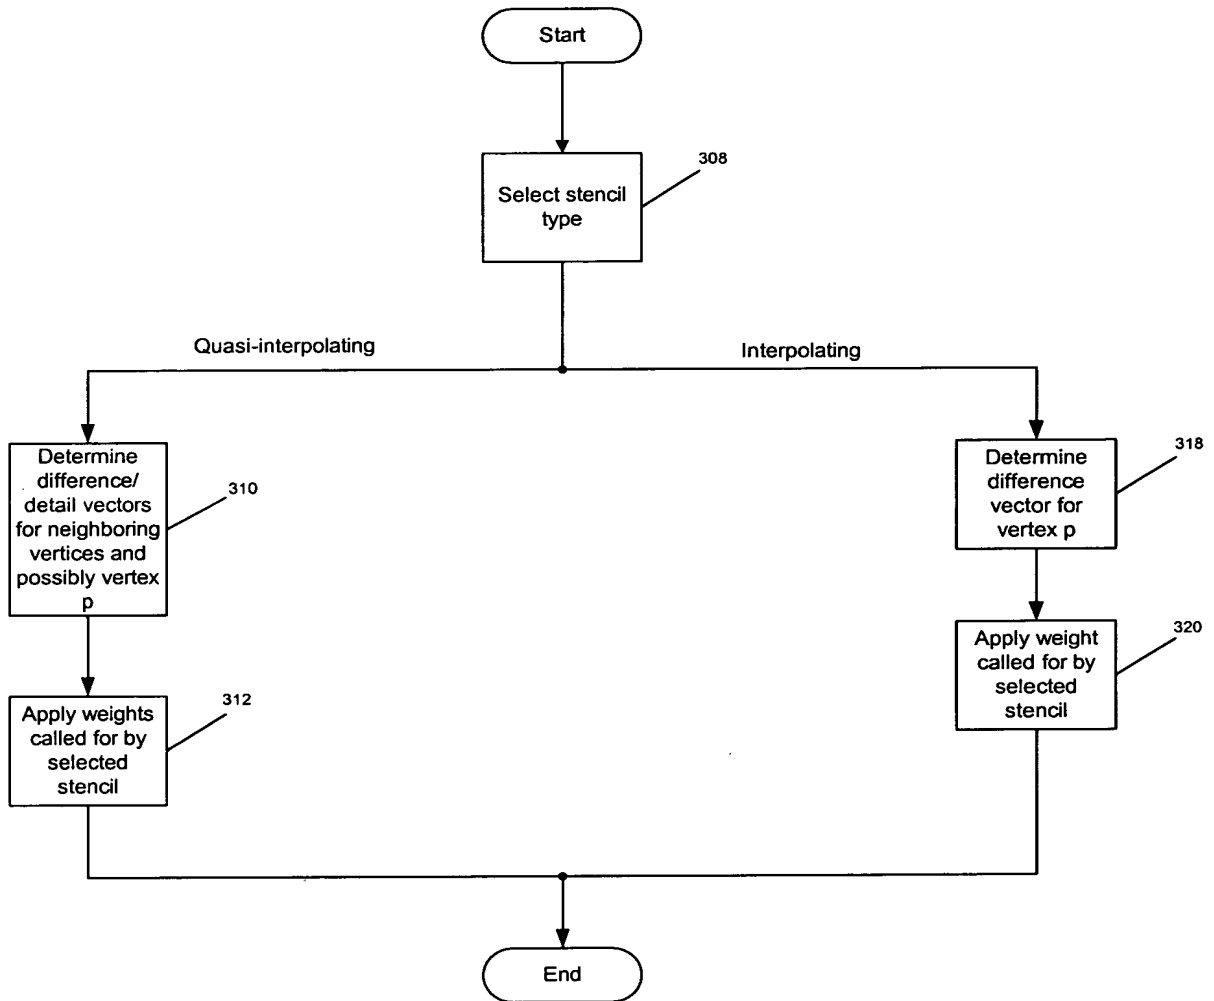 Start
308
Select stencil
type
Quasi-interpolating
Interpolating
Determine
difference/
detail vectors
for neighboring
vertices and
possibly vertex
p
310
Determine
difference
vector for
vertex p
318
Apply weights
called for by
selected
stencil
312
Apply weight
called for by
selected
stencil
320
End